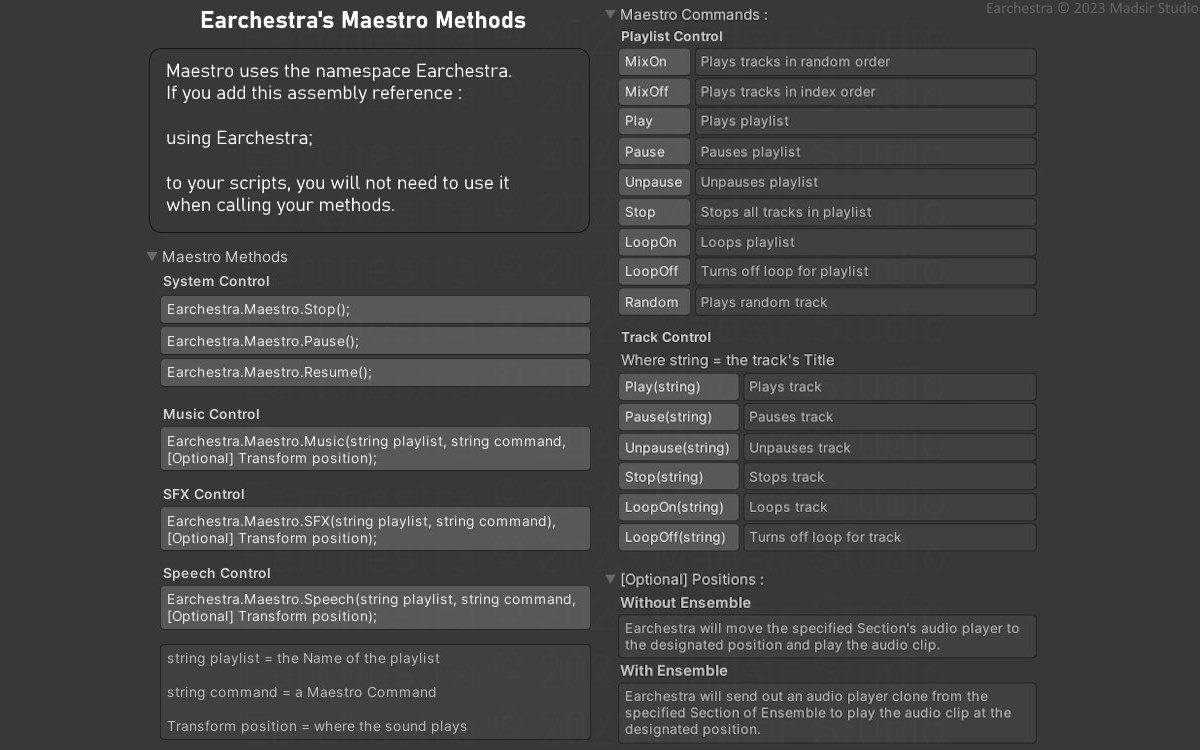 Earchestra's Maestro Methods
Maestro uses the namespace Earchestra.
If you add this assembly reference :
using Earchestra;
to your scripts, you will not need to use it
when calling your methods.
Maestro Methods
System Control
Earchestra.Maestro.Stop();
Earchestra.Maestro.Pause();
Earchestra.Maestro.Resume();
Music Control
Earchestra.Maestro.Music(string playlist, string command,
[Optional] Transform position);
SFX Control
Earchestra.Maestro.SFX(string playlist, string command),
[Optional] Transform position);
Speech Control
Earchestra.Maestro.Speech(string playlist, string command,
[Optional] Transform position);
string playlist = the Name of the playlist
string command = a Maestro Command
Transform position = where the sound plays
Earchestra © 2023 Madsir Studio
Maestro Commands :
Playlist Control
MixOn Plays tracks in random order
MixOff Plays tracks in index order
Play Plays playlist
Pause Pauses playlist
Unpause Unpauses playlist
Stop Stops all tracks in playlist
LoopOn Loops playlist
LoopOff Turns off loop for playlist
Random Plays random track
Track Control
Where string = the track's Title
Play(string) Plays track
Pause(string) Pauses track
Unpause(string) Unpauses track
Stop(string) Stops track
LoopOn(string) Loops track
LoopOff(string) Turns off loop for track
[Optional] Positions :
Without Ensemble
Earchestra will move the specified Section's audio player to
the designated position and play the audio clip.
With Ensemble
Earchestra will send out an audio player clone from the
specified Section of Ensemble to play the audio clip at the
designated position.